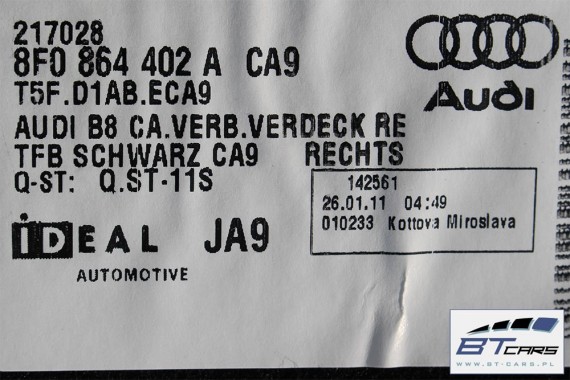 217028
8F0 864 402 A CA9
T5F.D1AB.ECA9
AUDI B8 CA.VERB.VERDECK RE
TFB SCHWARZ CA9 RECHTS
Q-ST: Q.ST-11S
Audi
142561
26.01.11 04:49
010233 Kottova Miroslava
iDEAL JA9
AUTOMOTIVE
BT CARS
WWW.BT-CARS.PL